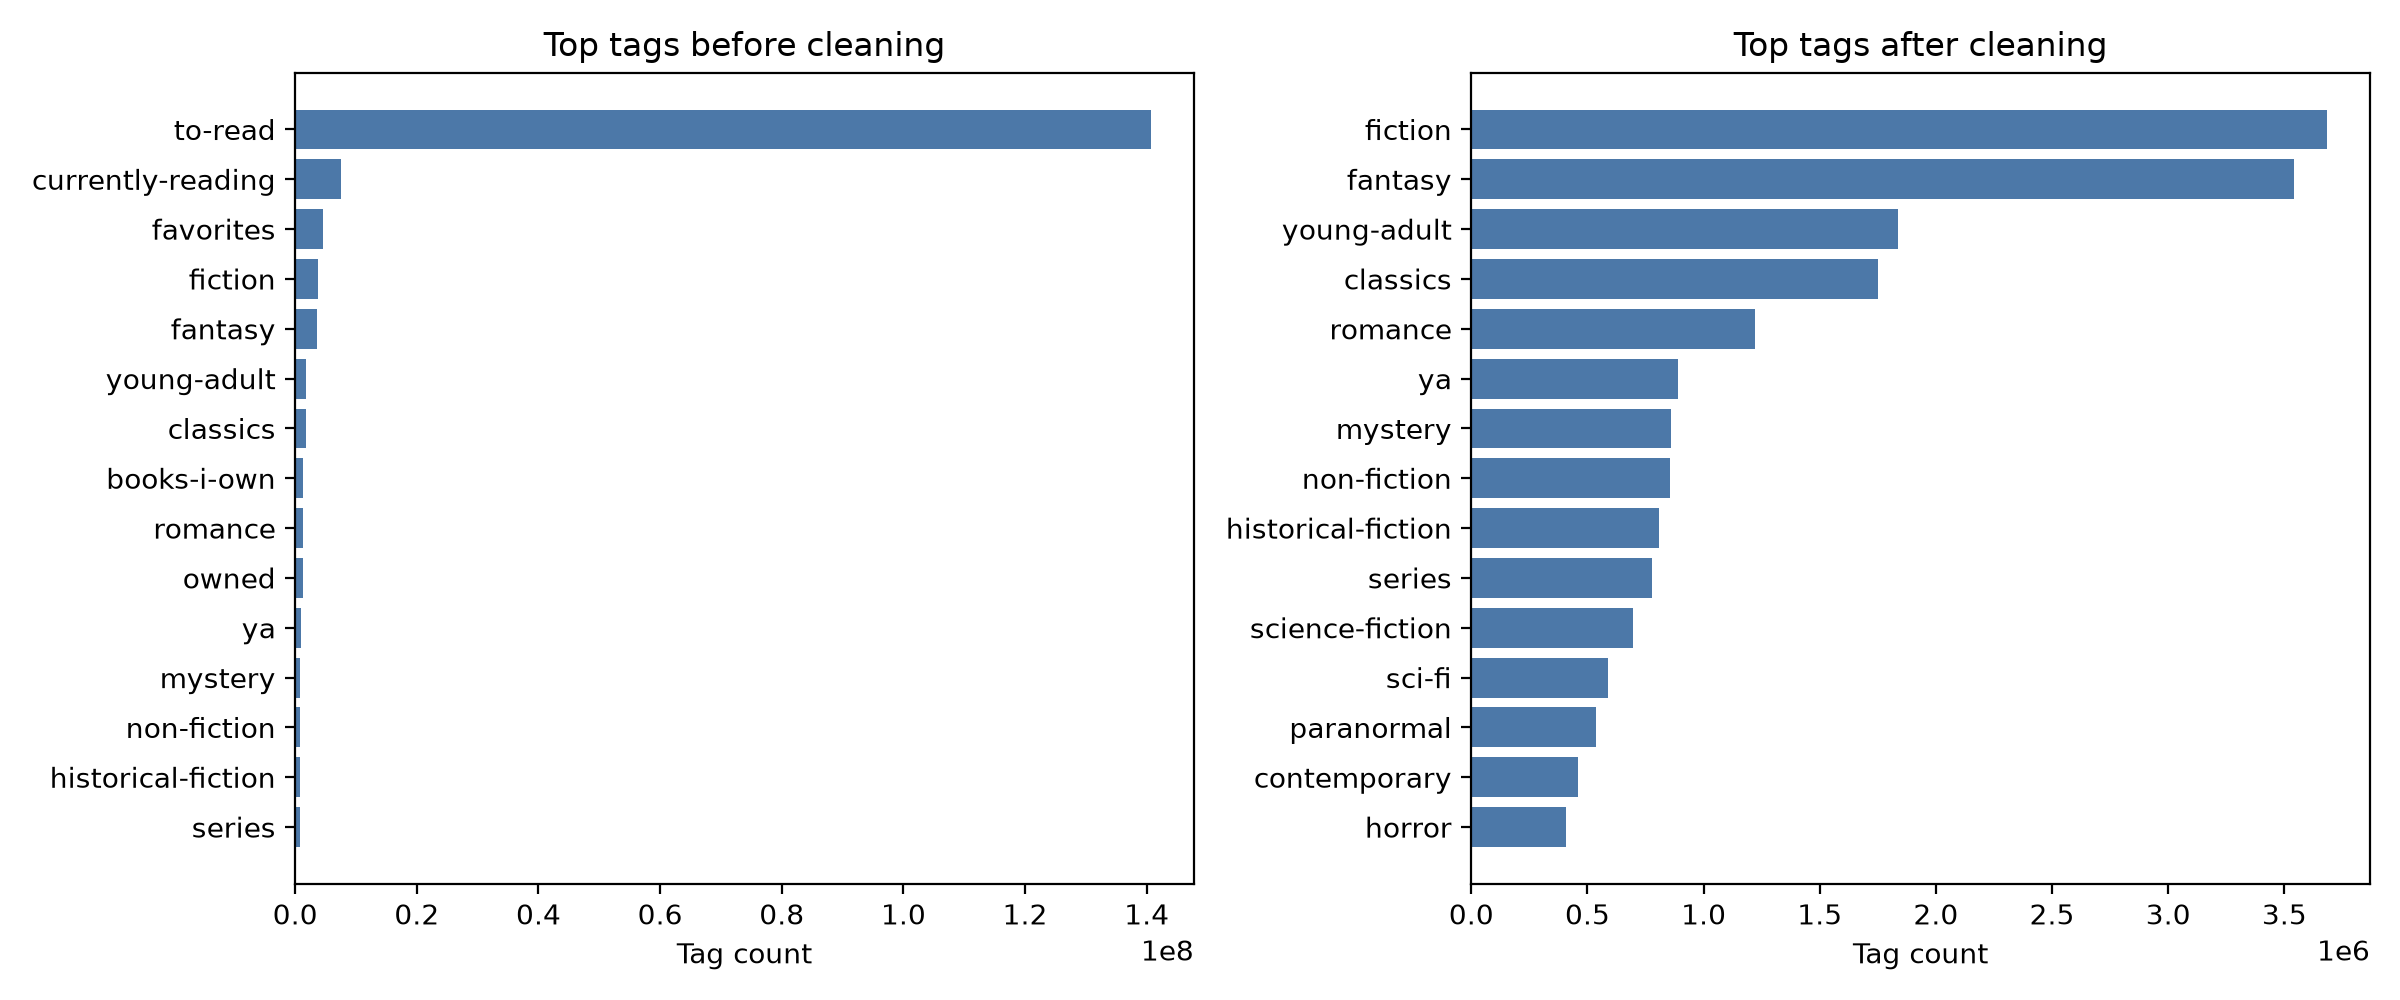 Top tags before cleaning
to-read
currently-reading
favorites
fiction
fantasy
young-adult
classics
books-i-own
romance
owned
ya
mystery
non-fiction
historical-fiction
series
0.0 0.2 0.4 0.6 0.8 1.0 1.2 1.4
1e8
Tag count
Top tags after cleaning
fiction
fantasy
young-adult
classics
romance
ya
mystery
non-fiction
historical-fiction
series
science-fiction
sci-fi
paranormal
contemporary
horror
0.0 0.5 1.0 1.5 2.0 2.5 3.0 3.5
1e6
Tag count